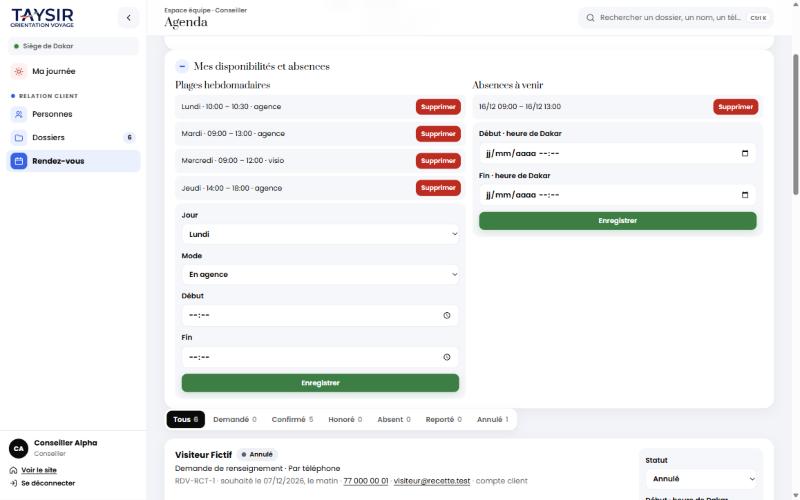 TAYSIR
ORIENTATION VOYAGE
Siège de Dakar
Ma journée
RELATION CLIENT
Personnes
Dossiers 6
Rendez-vous
CA
Conseiller Alpha
Conseiller
Voir le site
Se déconnecter
Espace équipe · Conseiller
Agenda
Rechercher un dossier, un nom, un tél... Ctrl K
Mes disponibilités et absences
Plages hebdomadaires
Lundi · 10:00 – 10:30 · agence Supprimer
Mardi · 09:00 – 13:00 · agence Supprimer
Mercredi · 09:00 – 12:00 · visio Supprimer
Jeudi · 14:00 – 18:00 · agence Supprimer
Jour
Lundi
Mode
En agence
Début
--:--
Fin
--:--
Enregistrer
Absences à venir
16/12 09:00 – 16/12 13:00 Supprimer
Début · heure de Dakar
jj/mm/aaaa --:--
Fin · heure de Dakar
jj/mm/aaaa --:--
Enregistrer
Tous 6 Demandé 0 Confirmé 5 Honoré 0 Absent 0 Reporté 0 Annulé 1
Visiteur Fictif Annulé
Demande de renseignement · Par téléphone
RDV-RCT-1 · souhaité le 07/12/2026, le matin · 77 000 00 01 · visiteur@recette.test · compte client
Statut
Annulé